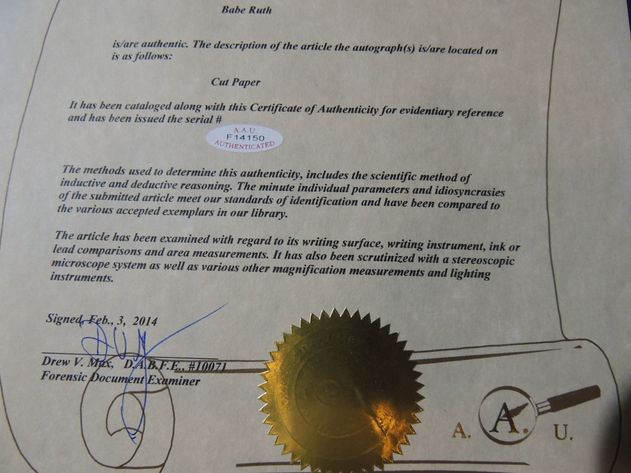 Babe Ruth
is/are authentic. The description of the article the autograph(s) is/are located on
is as follows:
Cut Paper
It has been cataloged along with this Certificate of Authenticity for evidentiary reference
and has been issued the serial #
A.A.U.
F14150
AUTHENTICATED
The methods used to determine this authenticity, includes the scientific method of
inductive and deductive reasoning. The minute individual parameters and idiosyncrasies
of the submitted article meet our standards of identification and have been compared to
the various accepted exemplars in our library.
The article has been examined with regard to its writing surface, writing instrument, ink or
lead comparisons and area measurements. It has also been scrutinized with a stereoscopic
microscope system as well as various other magnification measurements and lighting
instruments.
Signed, Feb., 3, 2014
Drew V. Max, D.A.B.F.E., #10071
Forensic Document Examiner
A. A. U.